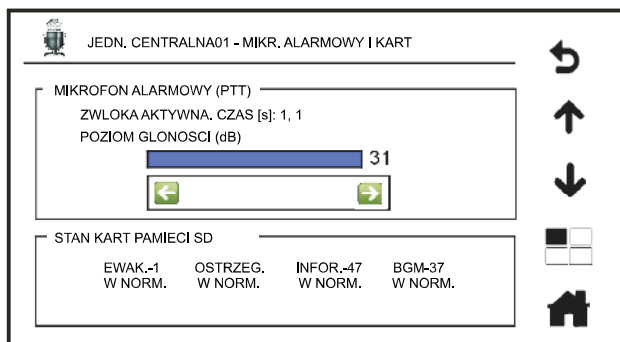 JEDN. CENTRALNA01 - MIKR. ALARMOWY I KART
MIKROFON ALARMOWY (PTT)
ZWLOKA AKTYWNA. CZAS [s]: 1, 1
POZIOM GLONOSCI (dB)
31
STAN KART PAMIECI SD
EWAK.-1 OSTRZEG. INFOR.-47 BGM-37
W NORM. W NORM. W NORM. W NORM.